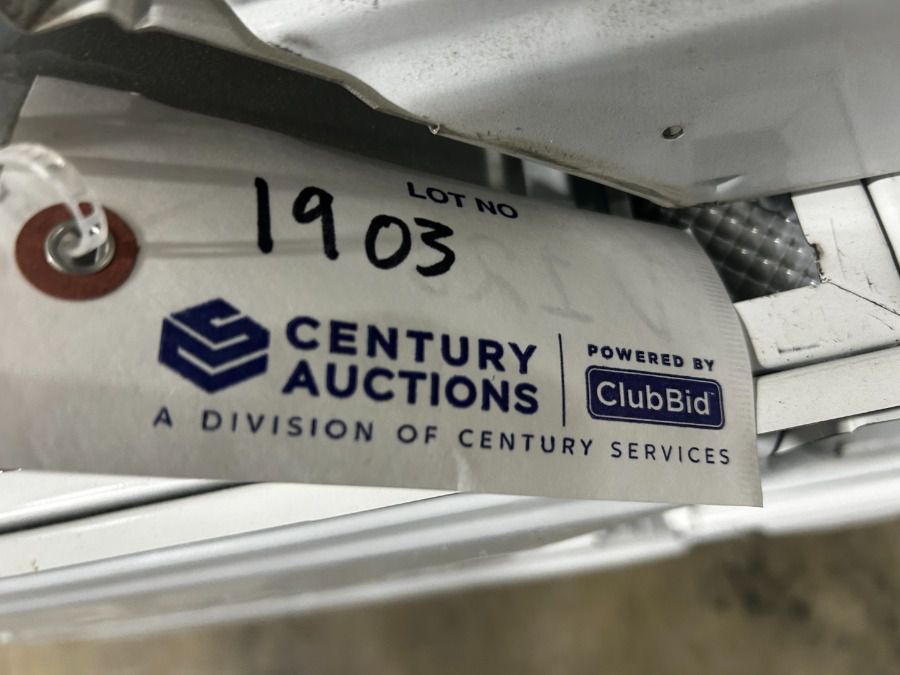 LOT NO
1903
CENTURY
AUCTIONS
A DIVISION OF CENTURY SERVICES
POWERED BY
ClubBid